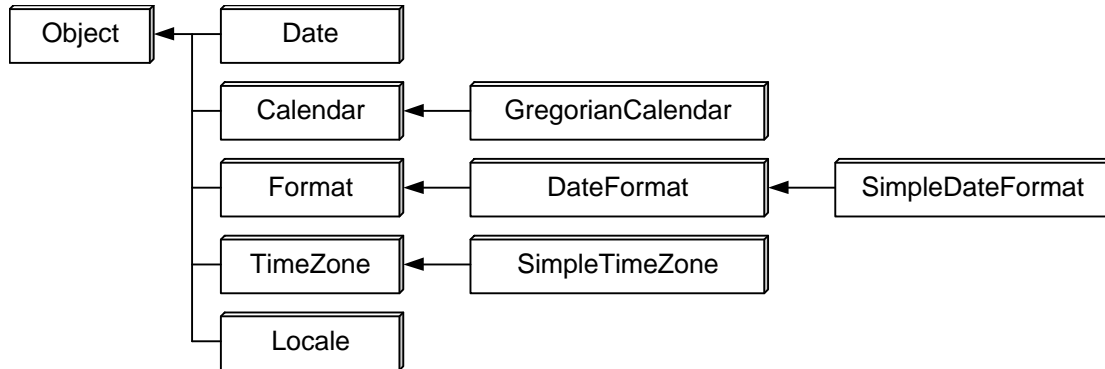 Object
Date
Calendar
GregorianCalendar
Format
DateFormat
SimpleDateFormat
TimeZone
SimpleTimeZone
Locale